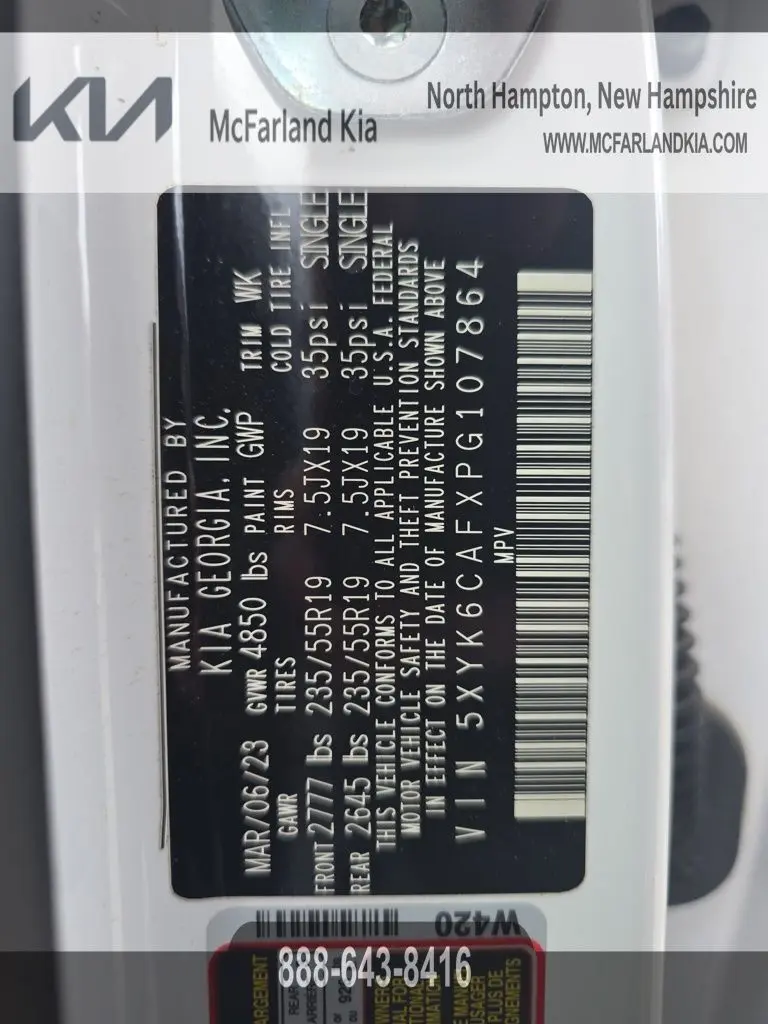 KIA
McFarland Kia
North Hampton, New Hampshire
WWW.MCFARLANDKIA.COM
MANUFACTURED BY
KIA GEORGIA, INC.
MAR/06/23 GVWR 4850 lbs PAINT GWP TRIM WK
GAWR TIRES RIMS COLD TIRE INFL
FRONT 2777 lbs 235/55R19 7.5JX19 35psi SINGLE
REAR 2645 lbs 235/55R19 7.5JX19 35psi SINGLE
THIS VEHICLE CONFORMS TO ALL APPLICABLE U.S.A. FEDERAL
MOTOR VEHICLE SAFETY AND THEFT PREVENTION STANDARDS
IN EFFECT ON THE DATE OF MANUFACTURE SHOWN ABOVE
VIN 5XYK6CAFXPG107864
MPV
W420
888-643-8416